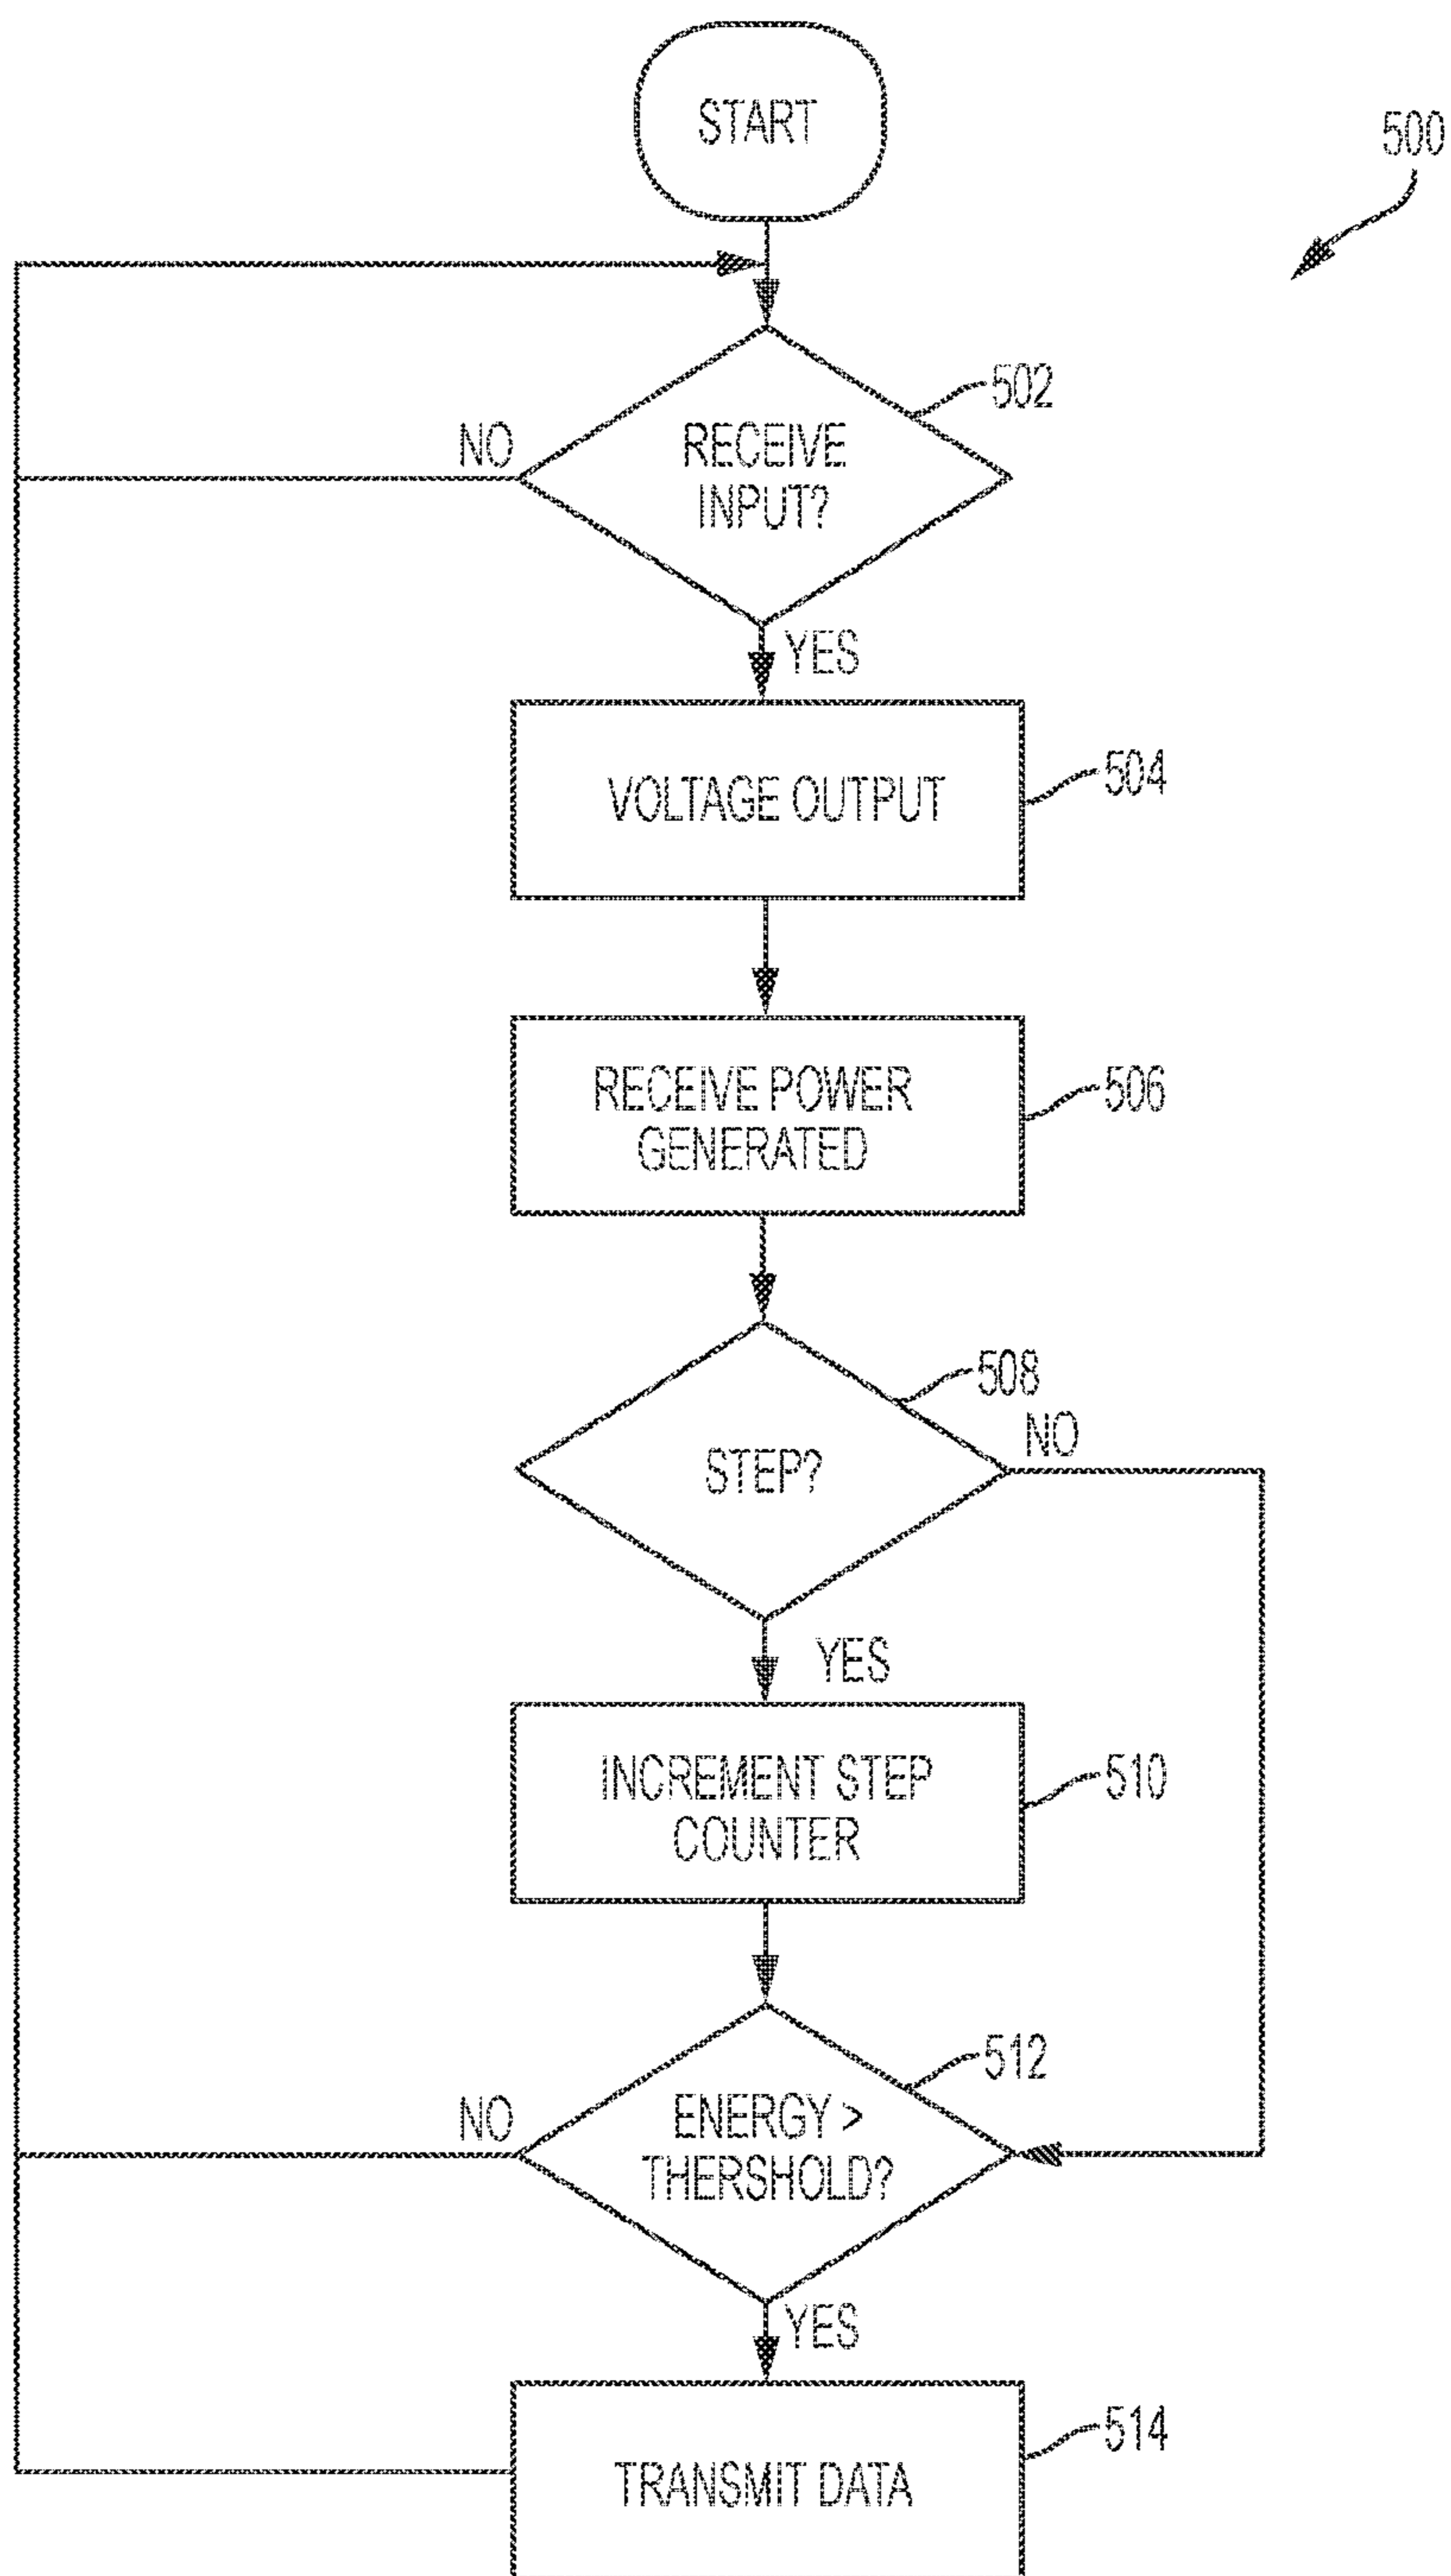 START
500
502
NO
RECEIVE
INPUT?
YES
VOLTAGE OUTPUT
504
RECEIVE POWER
GENERATED
506
508
NO
STEP?
YES
INCREMENT STEP
COUNTER
510
512
NO
ENERGY >
THERSHOLD?
YES
514
TRANSMIT DATA